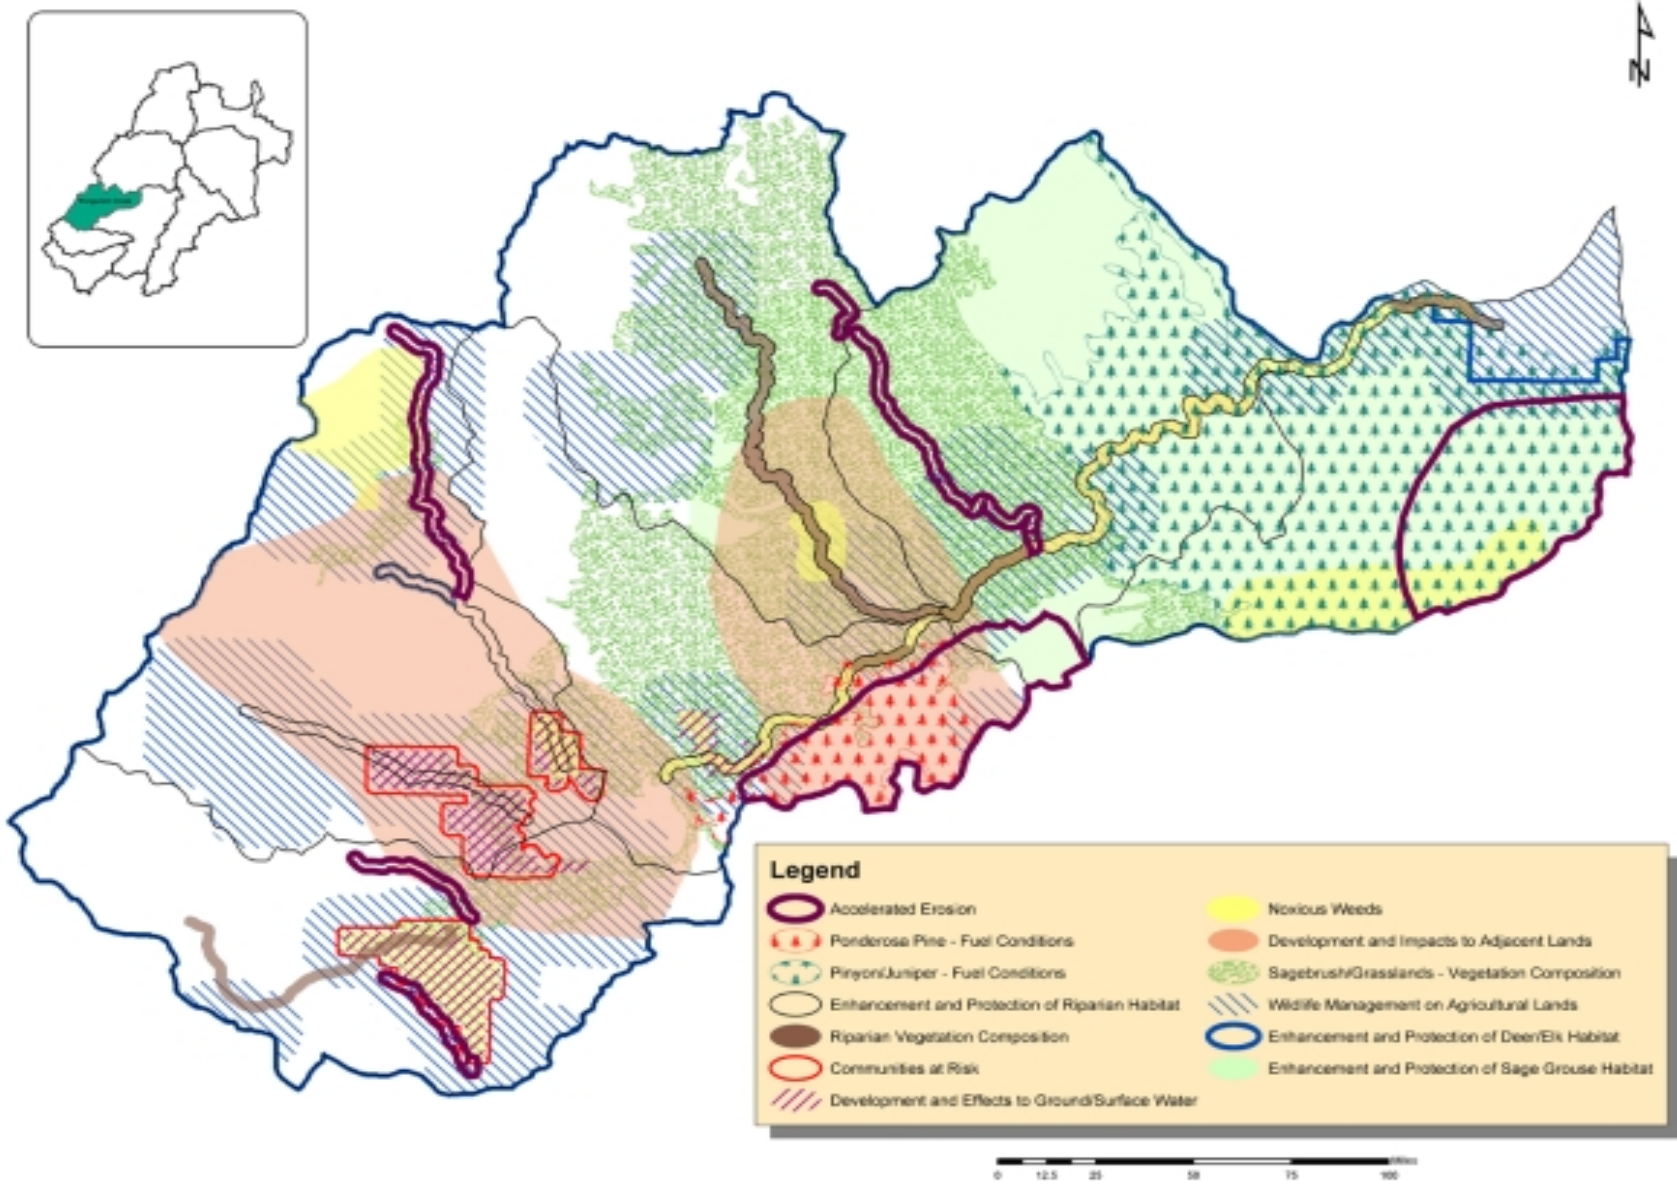 N
Legend
Accelerated Erosion
Ponderosa Pine - Fuel Conditions
Pinyon/Juniper - Fuel Conditions
Enhancement and Protection of Riparian Habitat
Riparian Vegetation Composition
Communities at Risk
Development and Effects to Ground/Surface Water
Noxious Weeds
Development and Impacts to Adjacent Lands
Sagebrush/Grasslands - Vegetation Composition
Wildlife Management on Agricultural Lands
Enhancement and Protection of Deer/Elk Habitat
Enhancement and Protection of Sage Grouse Habitat
0 12.5 25 50 75 100 Miles